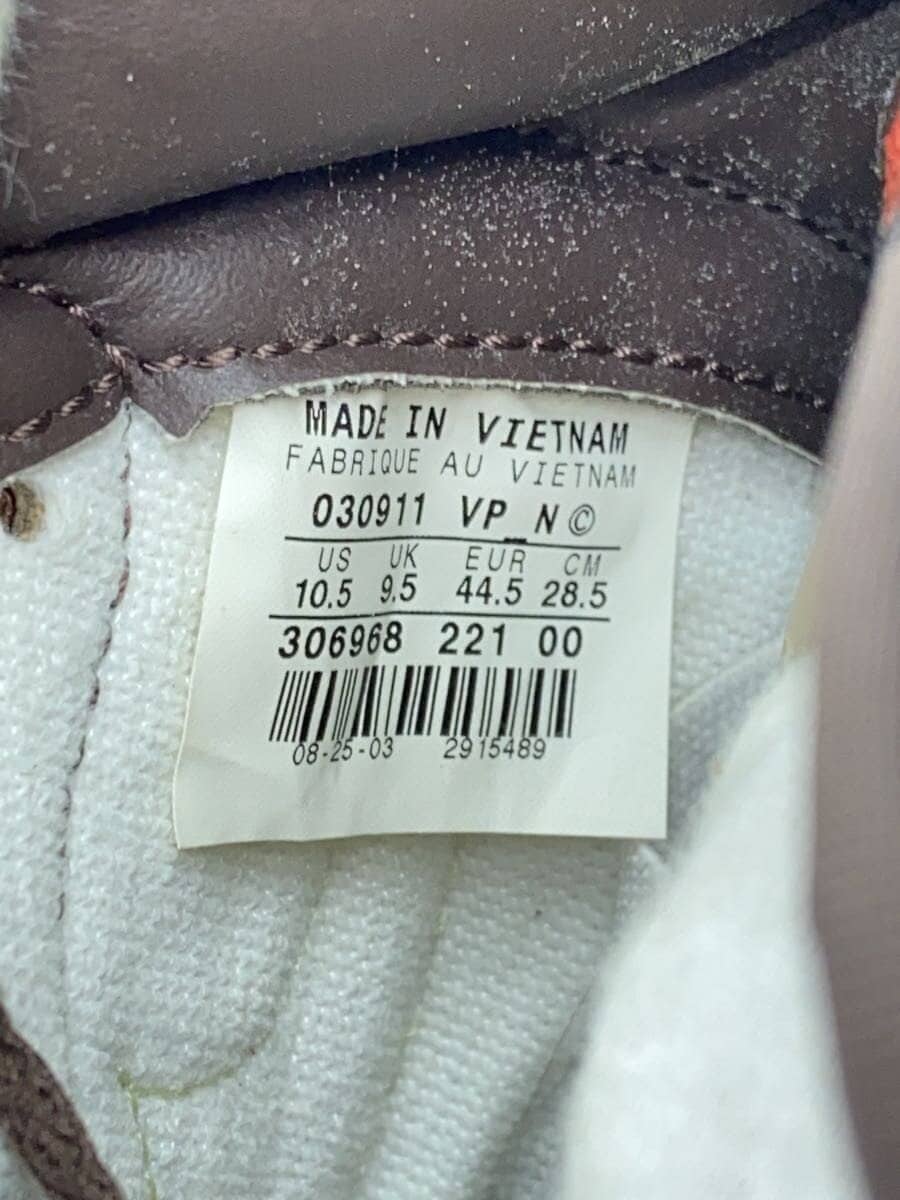 MADE IN VIETNAM
FABRIQUE AU VIETNAM
030911 VP_N©
US UK EUR CM
10.5 9.5 44.5 28.5
306968 221 00
08-25-03 2915489